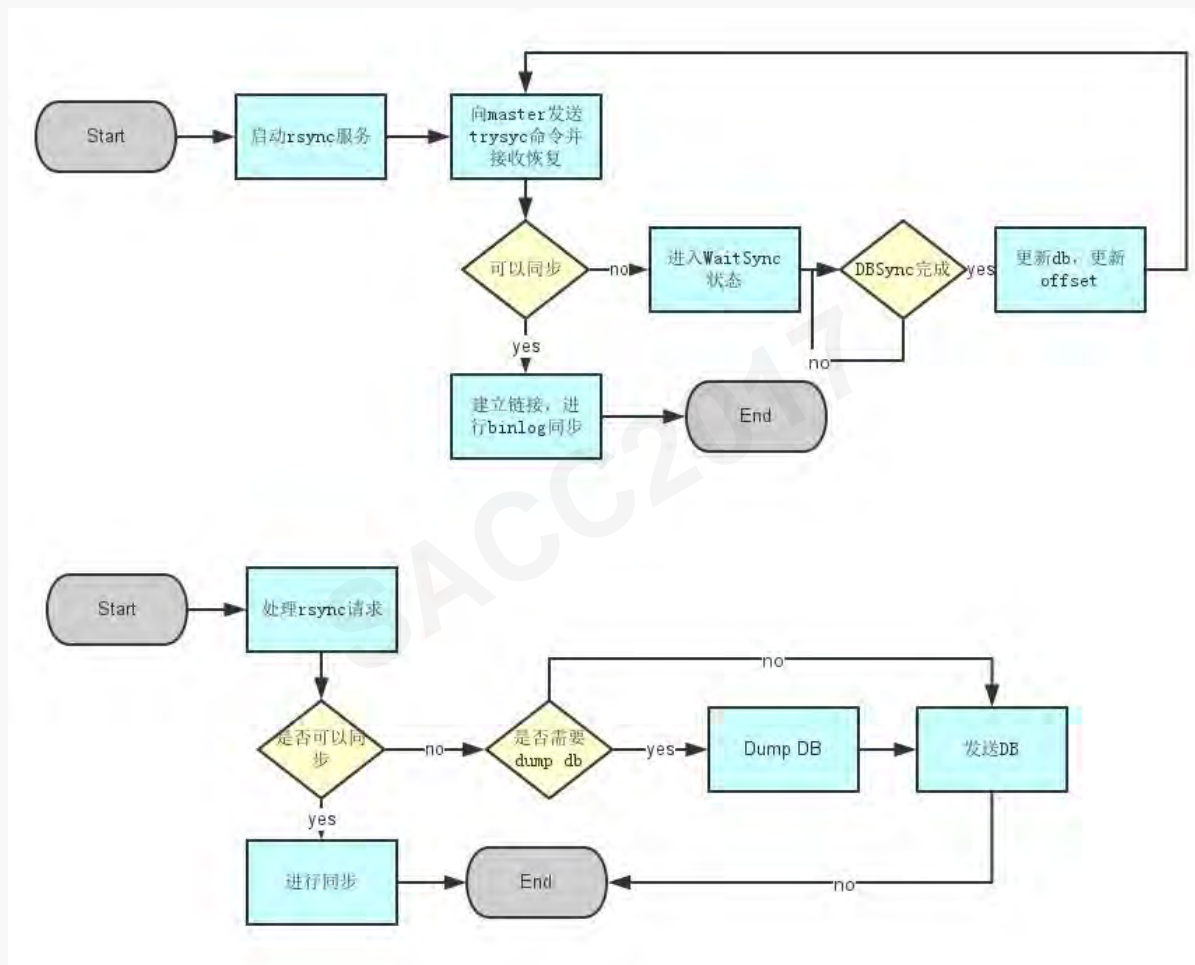 Start
启动rsync服务
向master发送
trysyc命令并
接收恢复
可以同步
no
进入WaitSync
状态
DBSync完成
yes
更新db，更新
offset
no
yes
建立链接，进
行binlog同步
End
SACC2017
Start
处理rsync请求
no
是否可以同
步
no
是否需要
dump db
yes
Dump DB
发送DB
yes
进行同步
End
no